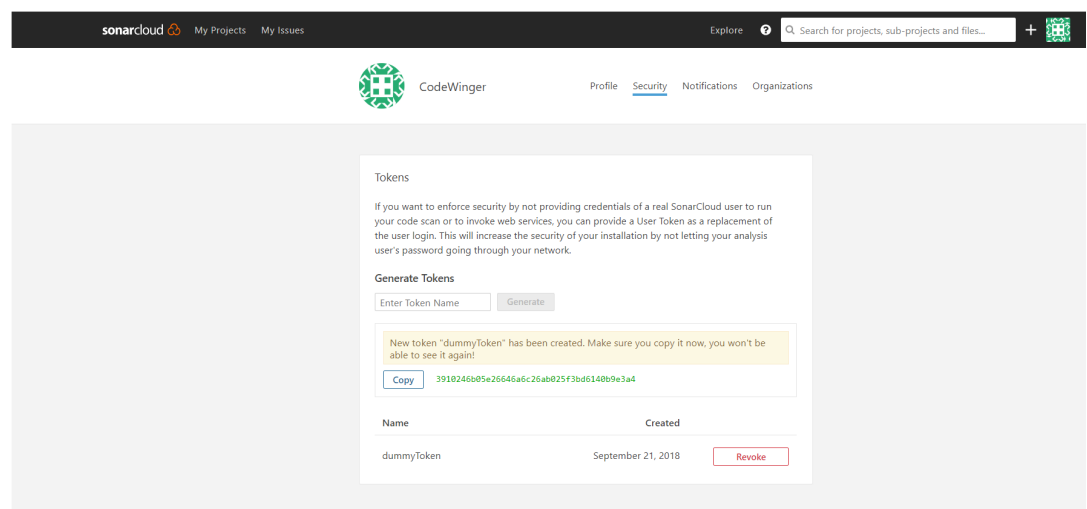 sonarcloud My Projects My Issues Explore ? Search for projects, sub-projects and files... +
CodeWinger Profile Security Notifications Organizations
Tokens
If you want to enforce security by not providing credentials of a real SonarCloud user to run
your code scan or to invoke web services, you can provide a User Token as a replacement of
the user login. This will increase the security of your installation by not letting your analysis
user's password going through your network.
Generate Tokens
Enter Token Name Generate
New token "dummyToken" has been created. Make sure you copy it now, you won't be
able to see it again!
Copy 3910246b05e26646a6c26ab025f3bd6140b9e3a4
Name Created
dummyToken September 21, 2018 Revoke